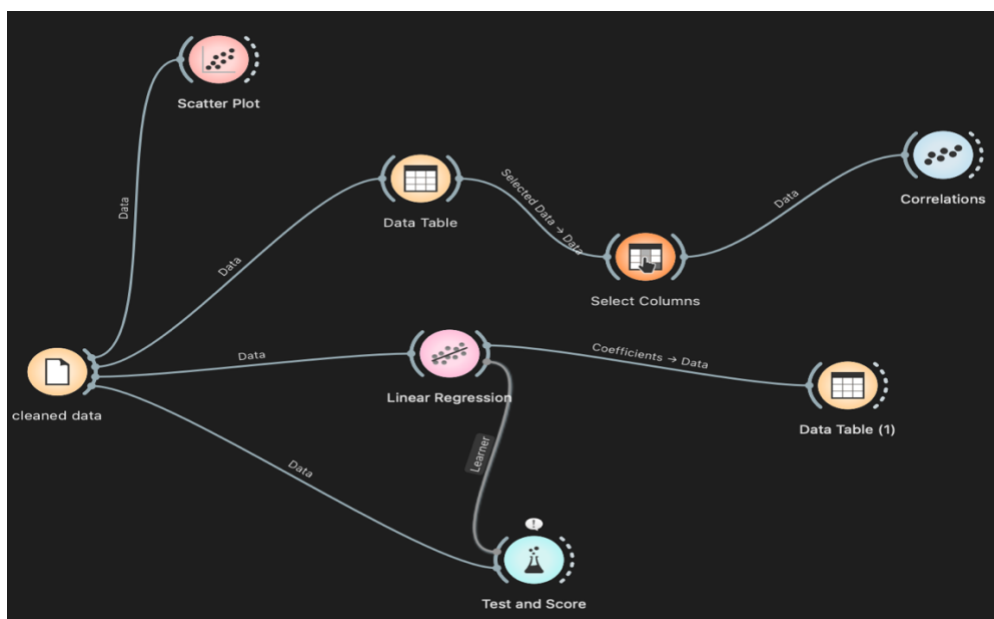 Scatter Plot
Data
Data Table
Selected Data → Data
Correlations
Data
Select Columns
Data
Data
Linear Regression
Coefficients → Data
cleaned data
Data Table (1)
Learner
Data
!
Test and Score